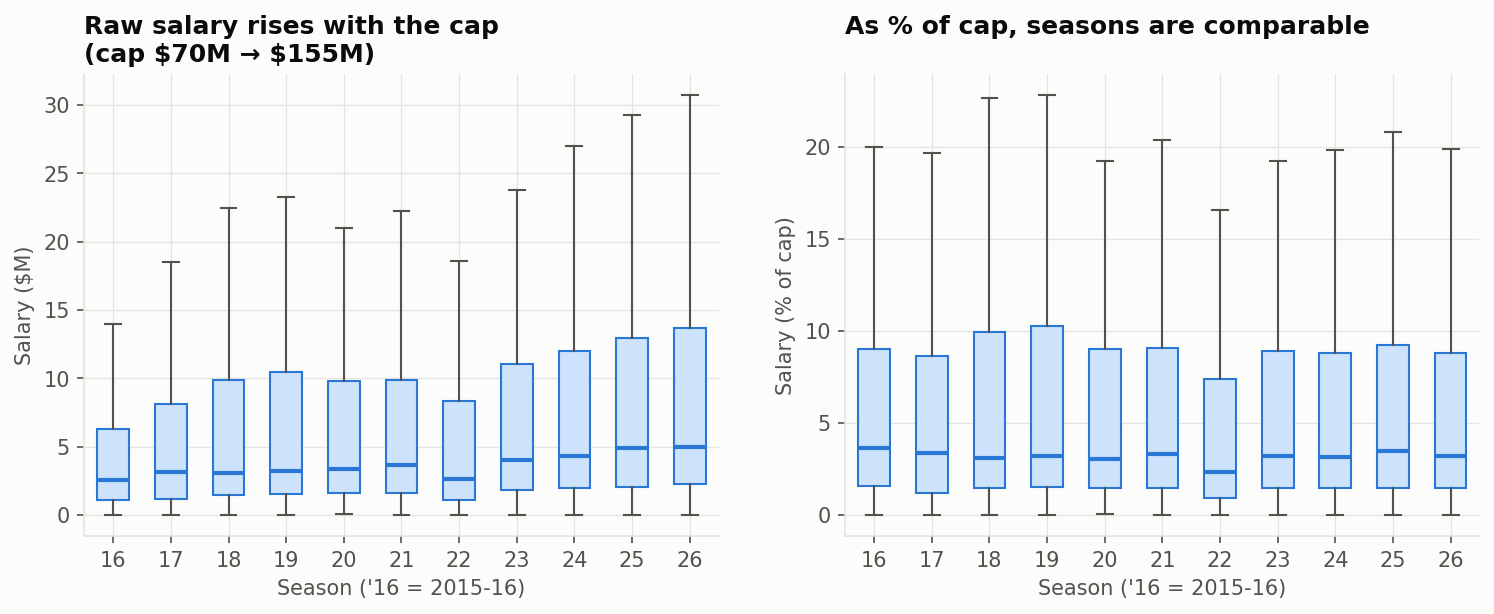 Raw salary rises with the cap
(cap $70M → $155M)
Salary ($M)
30
25
20
15
10
5
0
16 17 18 19 20 21 22 23 24 25 26
Season ('16 = 2015-16)
As % of cap, seasons are comparable
Salary (% of cap)
20
15
10
5
0
16 17 18 19 20 21 22 23 24 25 26
Season ('16 = 2015-16)